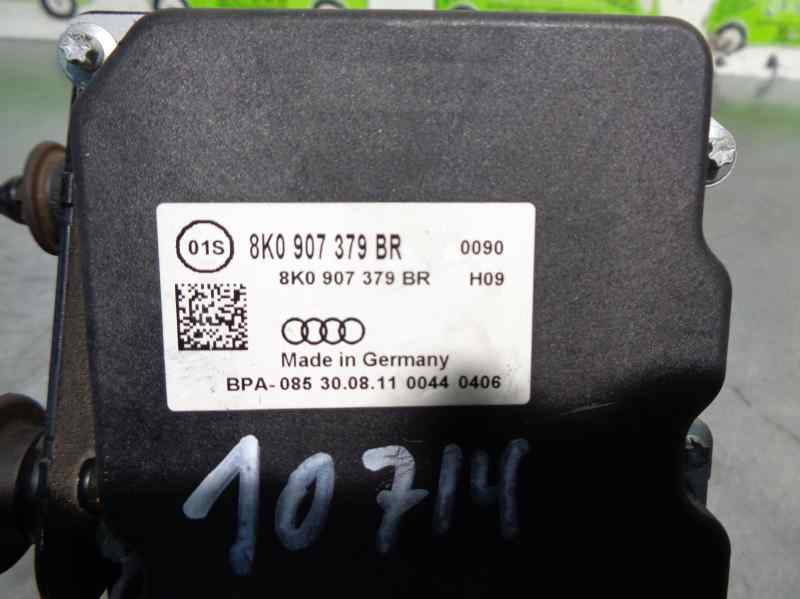 01S 8K0 907 379 BR 0090
8K0 907 379 BR H09
Made in Germany
BPA-085 30.08.11 0044 0406
10714